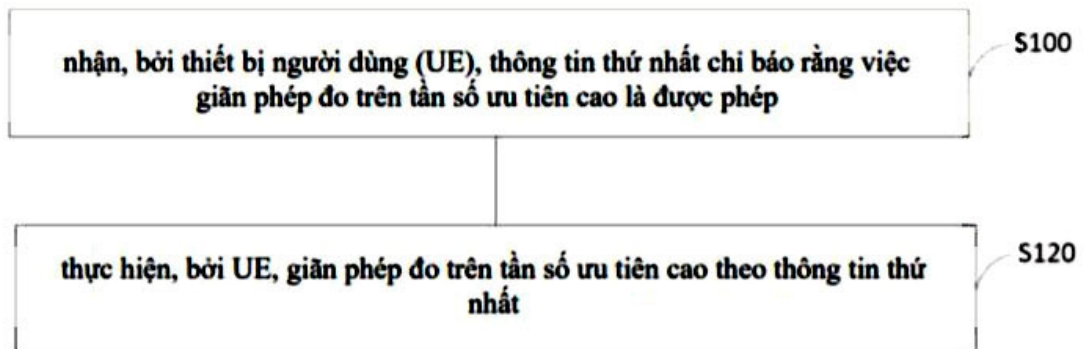 nhận, bởi thiết bị người dùng (UE), thông tin thứ nhất chỉ báo rằng việc
giãn phép đo trên tần số ưu tiên cao là được phép
S100
thực hiện, bởi UE, giãn phép đo trên tần số ưu tiên cao theo thông tin thứ
nhất
S120